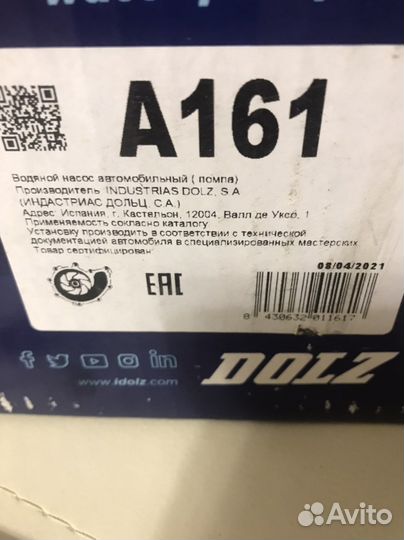 A161
Водяной насос автомобильный ( помпа)
Производитель INDUSTRIAS DOLZ, S.A
(ИНДАСТРИАС ДОЛЬЦ, С.А.)
Адрес Испания, г. Кастельон, 12004, Валл де Уксо, 1
Применяемость согласно каталогу
Установку производить в соответствии с технической
документацией автомобиля в специализированных мастерских
Товар сертифицирован
08/04/2021
EAC
8 430632 011617
www.idolz.com
DOLZ
Avito